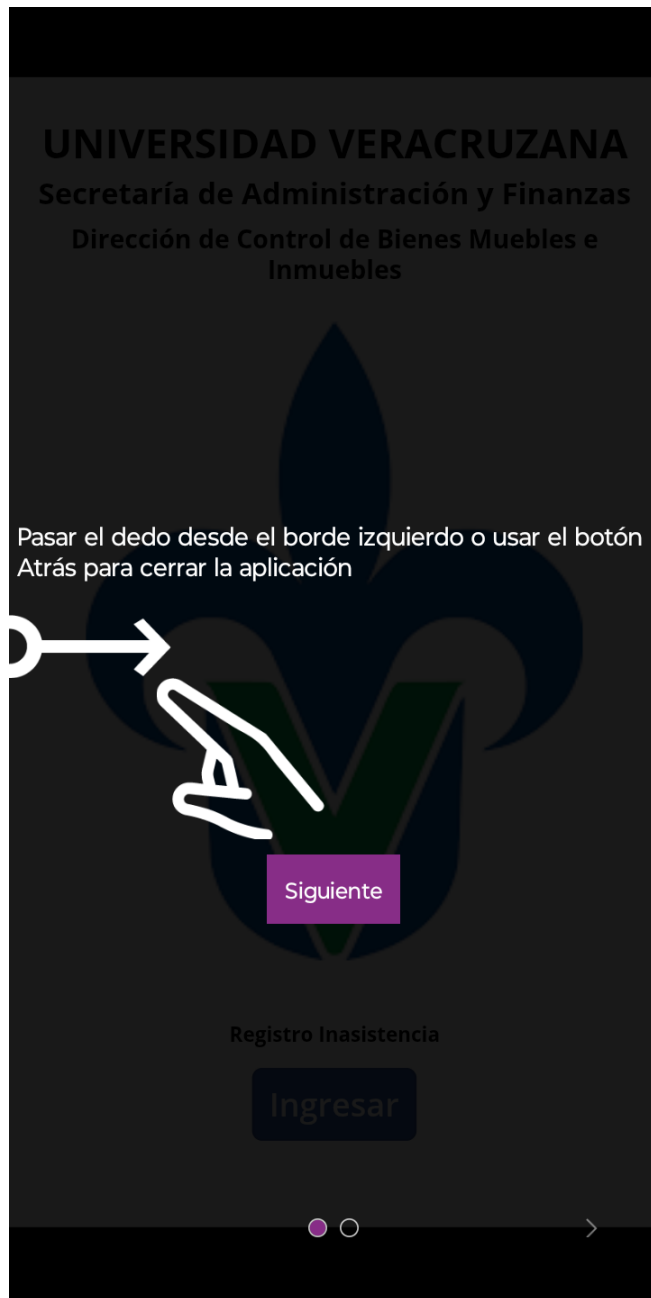 UNIVERSIDAD VERACRUZANA
Secretaría de Administración y Finanzas
Dirección de Control de Bienes Muebles e
Inmuebles
Pasar el dedo desde el borde izquierdo o usar el botón
Atrás para cerrar la aplicación
Siguiente
Registro Inasistencia
Ingresar